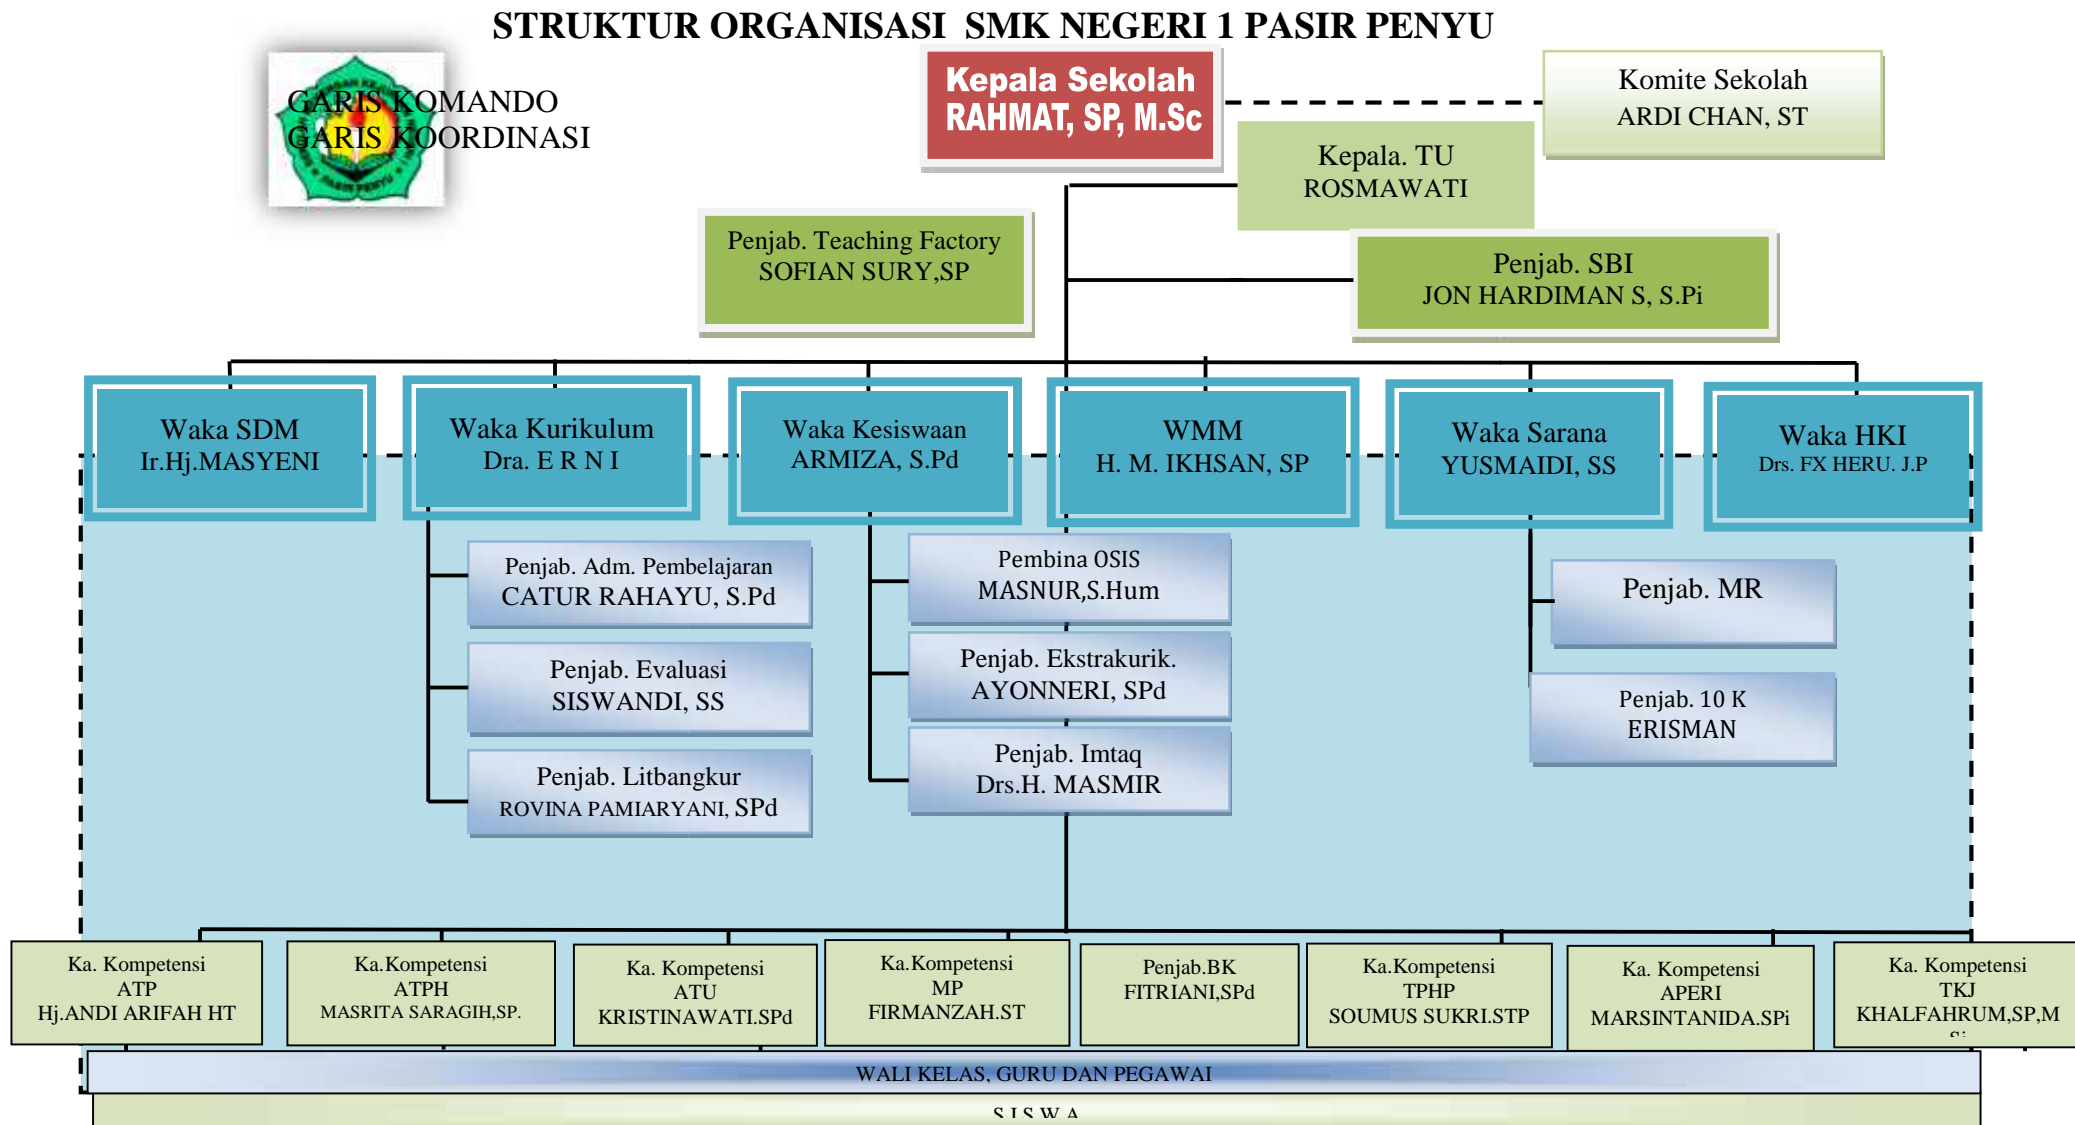 STRUKTUR ORGANISASI SMK NEGERI 1 PASIR PENYU
GARIS KOMANDO
GARIS KOORDINASI
PASIR PENYU
Kepala Sekolah
RAHMAT, SP, M.Sc
Komite Sekolah
ARDI CHAN, ST
Kepala. TU
ROSMAWATI
Penjab. Teaching Factory
SOFIAN SURY,SP
Penjab. SBI
JON HARDIMAN S, S.Pi
Waka SDM
Ir.Hj.MASYENI
Waka Kurikulum
Dra. E R N I
Waka Kesiswaan
ARMIZA, S.Pd
WMM
H. M. IKHSAN, SP
Waka Sarana
YUSMAIDI, SS
Waka HKI
Drs. FX HERU. J.P
Penjab. Adm. Pembelajaran
CATUR RAHAYU, S.Pd
Penjab. Evaluasi
SISWANDI, SS
Penjab. Litbangkur
ROVINA PAMIARYANI, SPd
Pembina OSIS
MASNUR,S.Hum
Penjab. Ekstrakurik.
AYONNERI, SPd
Penjab. Imtaq
Drs.H. MASMIR
Penjab. MR
Penjab. 10 K
ERISMAN
Ka. Kompetensi
ATP
Hj.ANDI ARIFAH HT
Ka.Kompetensi
ATPH
MASRITA SARAGIH,SP.
Ka. Kompetensi
ATU
KRISTINAWATI.SPd
Ka.Kompetensi
MP
FIRMANZAH.ST
Penjab.BK
FITRIANI,SPd
Ka.Kompetensi
TPHP
SOUMUS SUKRI.STP
Ka. Kompetensi
APERI
MARSINTANIDA.SPi
Ka. Kompetensi
TKJ
KHALFAHRUM,SP,M
Si
WALI KELAS, GURU DAN PEGAWAI
S I S W A